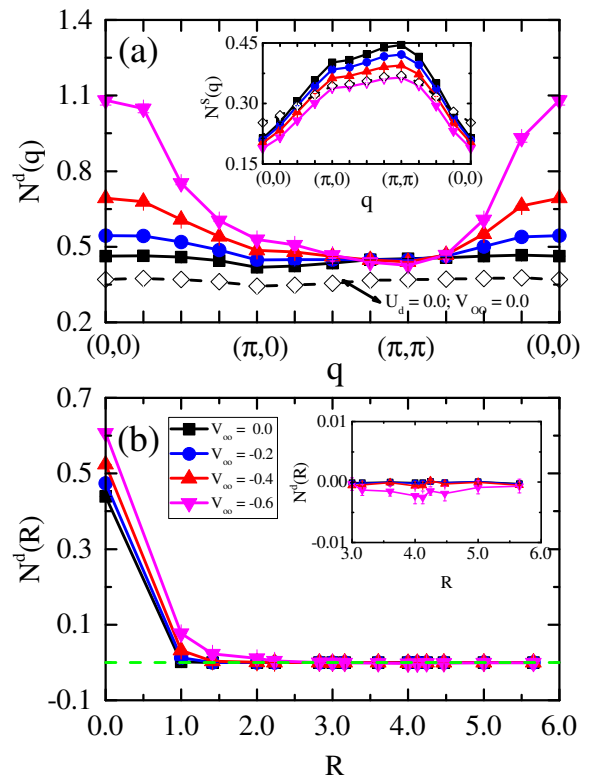 (a)
1.4
1.1
0.8
0.5
0.2
N^d(q)
(0,0)
(π,0)
(π,π)
(0,0)
q
0.45
0.30
0.15
N^S(q)
(0,0)
(π,0)
(π,π)
(0,0)
q
U_d = 0.0; V_OO = 0.0
(b)
0.7
0.5
0.3
0.1
-0.1
N^d(R)
V_oo = 0.0
V_oo = -0.2
V_oo = -0.4
V_oo = -0.6
0.01
0.00
-0.01
N^d(R)
3.0
4.0
5.0
6.0
R
0.0
1.0
2.0
3.0
4.0
5.0
6.0
R